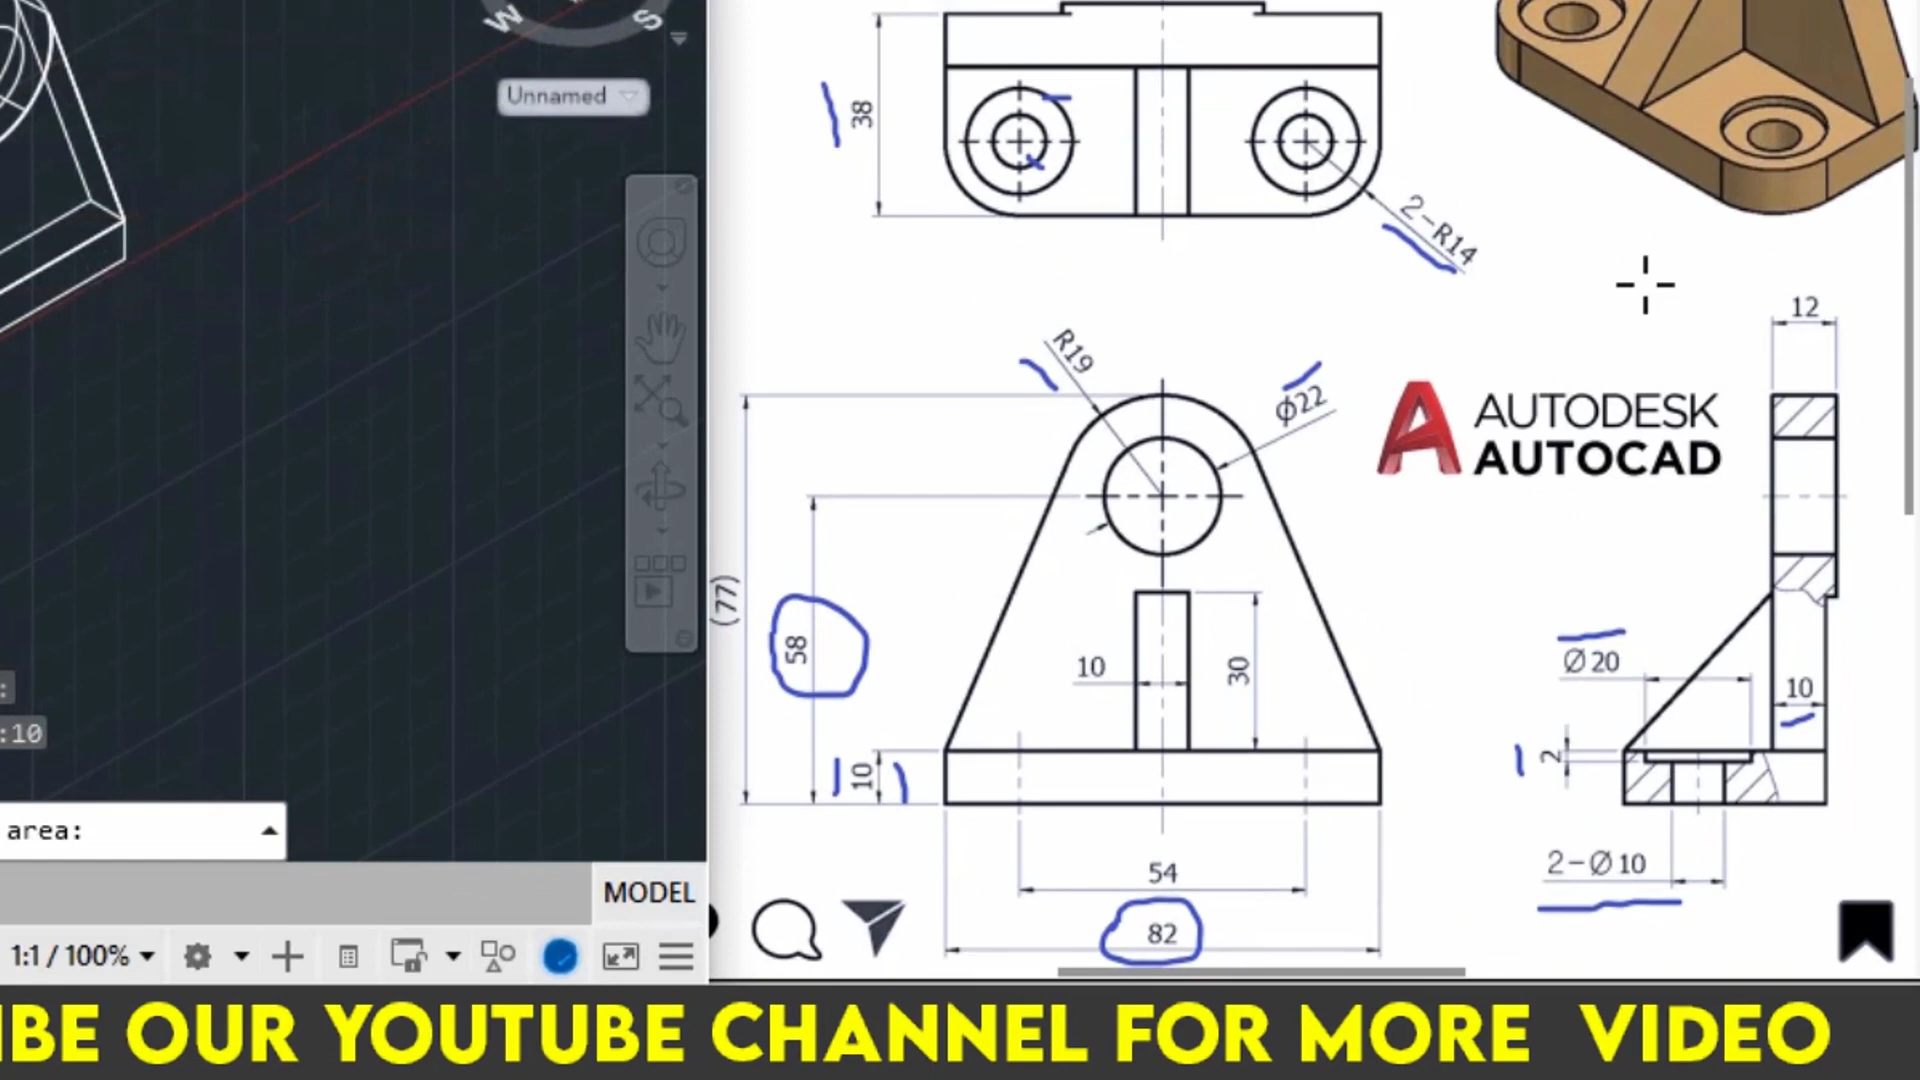 W
S
Unnamed
38
2-R14
R19
ϕ22
12
AUTODESK
AUTOCAD
(77)
58
10
30
10
Ø20
10
2
54
2-Ø10
82
:
:10
area:
MODEL
1:1 / 100%
IBE OUR YOUTUBE CHANNEL FOR MORE VIDEO